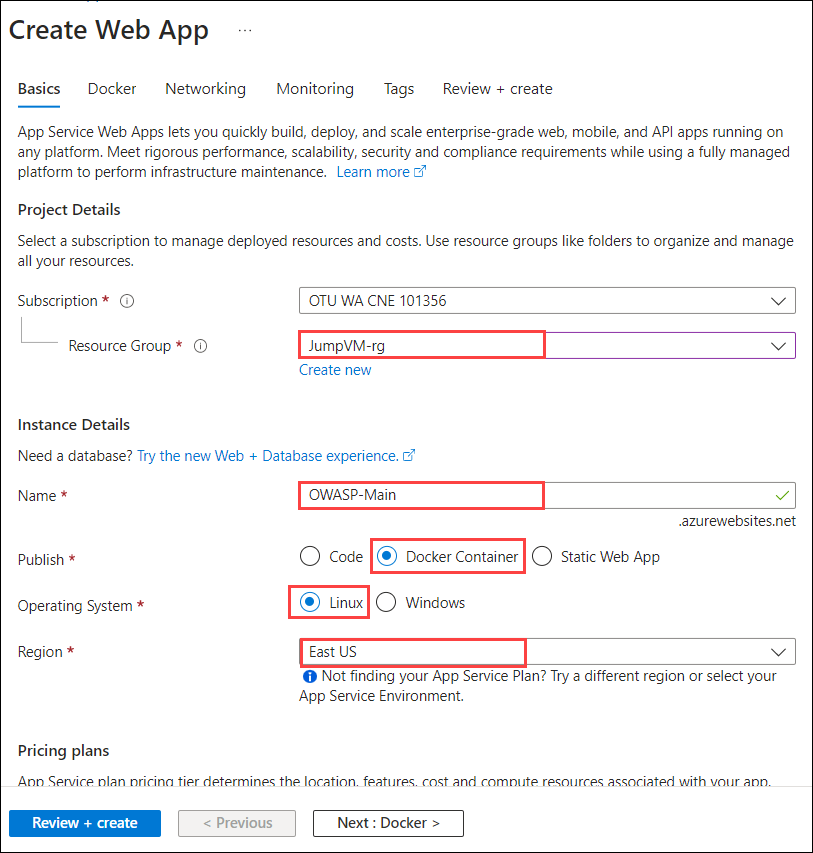 Create Web App ...
Basics Docker Networking Monitoring Tags Review + create
App Service Web Apps lets you quickly build, deploy, and scale enterprise-grade web, mobile, and API apps running on
any platform. Meet rigorous performance, scalability, security and compliance requirements while using a fully managed
platform to perform infrastructure maintenance. Learn more
Project Details
Select a subscription to manage deployed resources and costs. Use resource groups like folders to organize and manage
all your resources.
Subscription * OTU WA CNE 101356
Resource Group * JumpVM-rg
Create new
Instance Details
Need a database? Try the new Web + Database experience.
Name * OWASP-Main
.azurewebsites.net
Publish * Code Docker Container Static Web App
Operating System * Linux Windows
Region * East US
Not finding your App Service Plan? Try a different region or select your
App Service Environment.
Pricing plans
App Service plan pricing tier determines the location, features, cost and compute resources associated with your app.
Review + create < Previous Next : Docker >